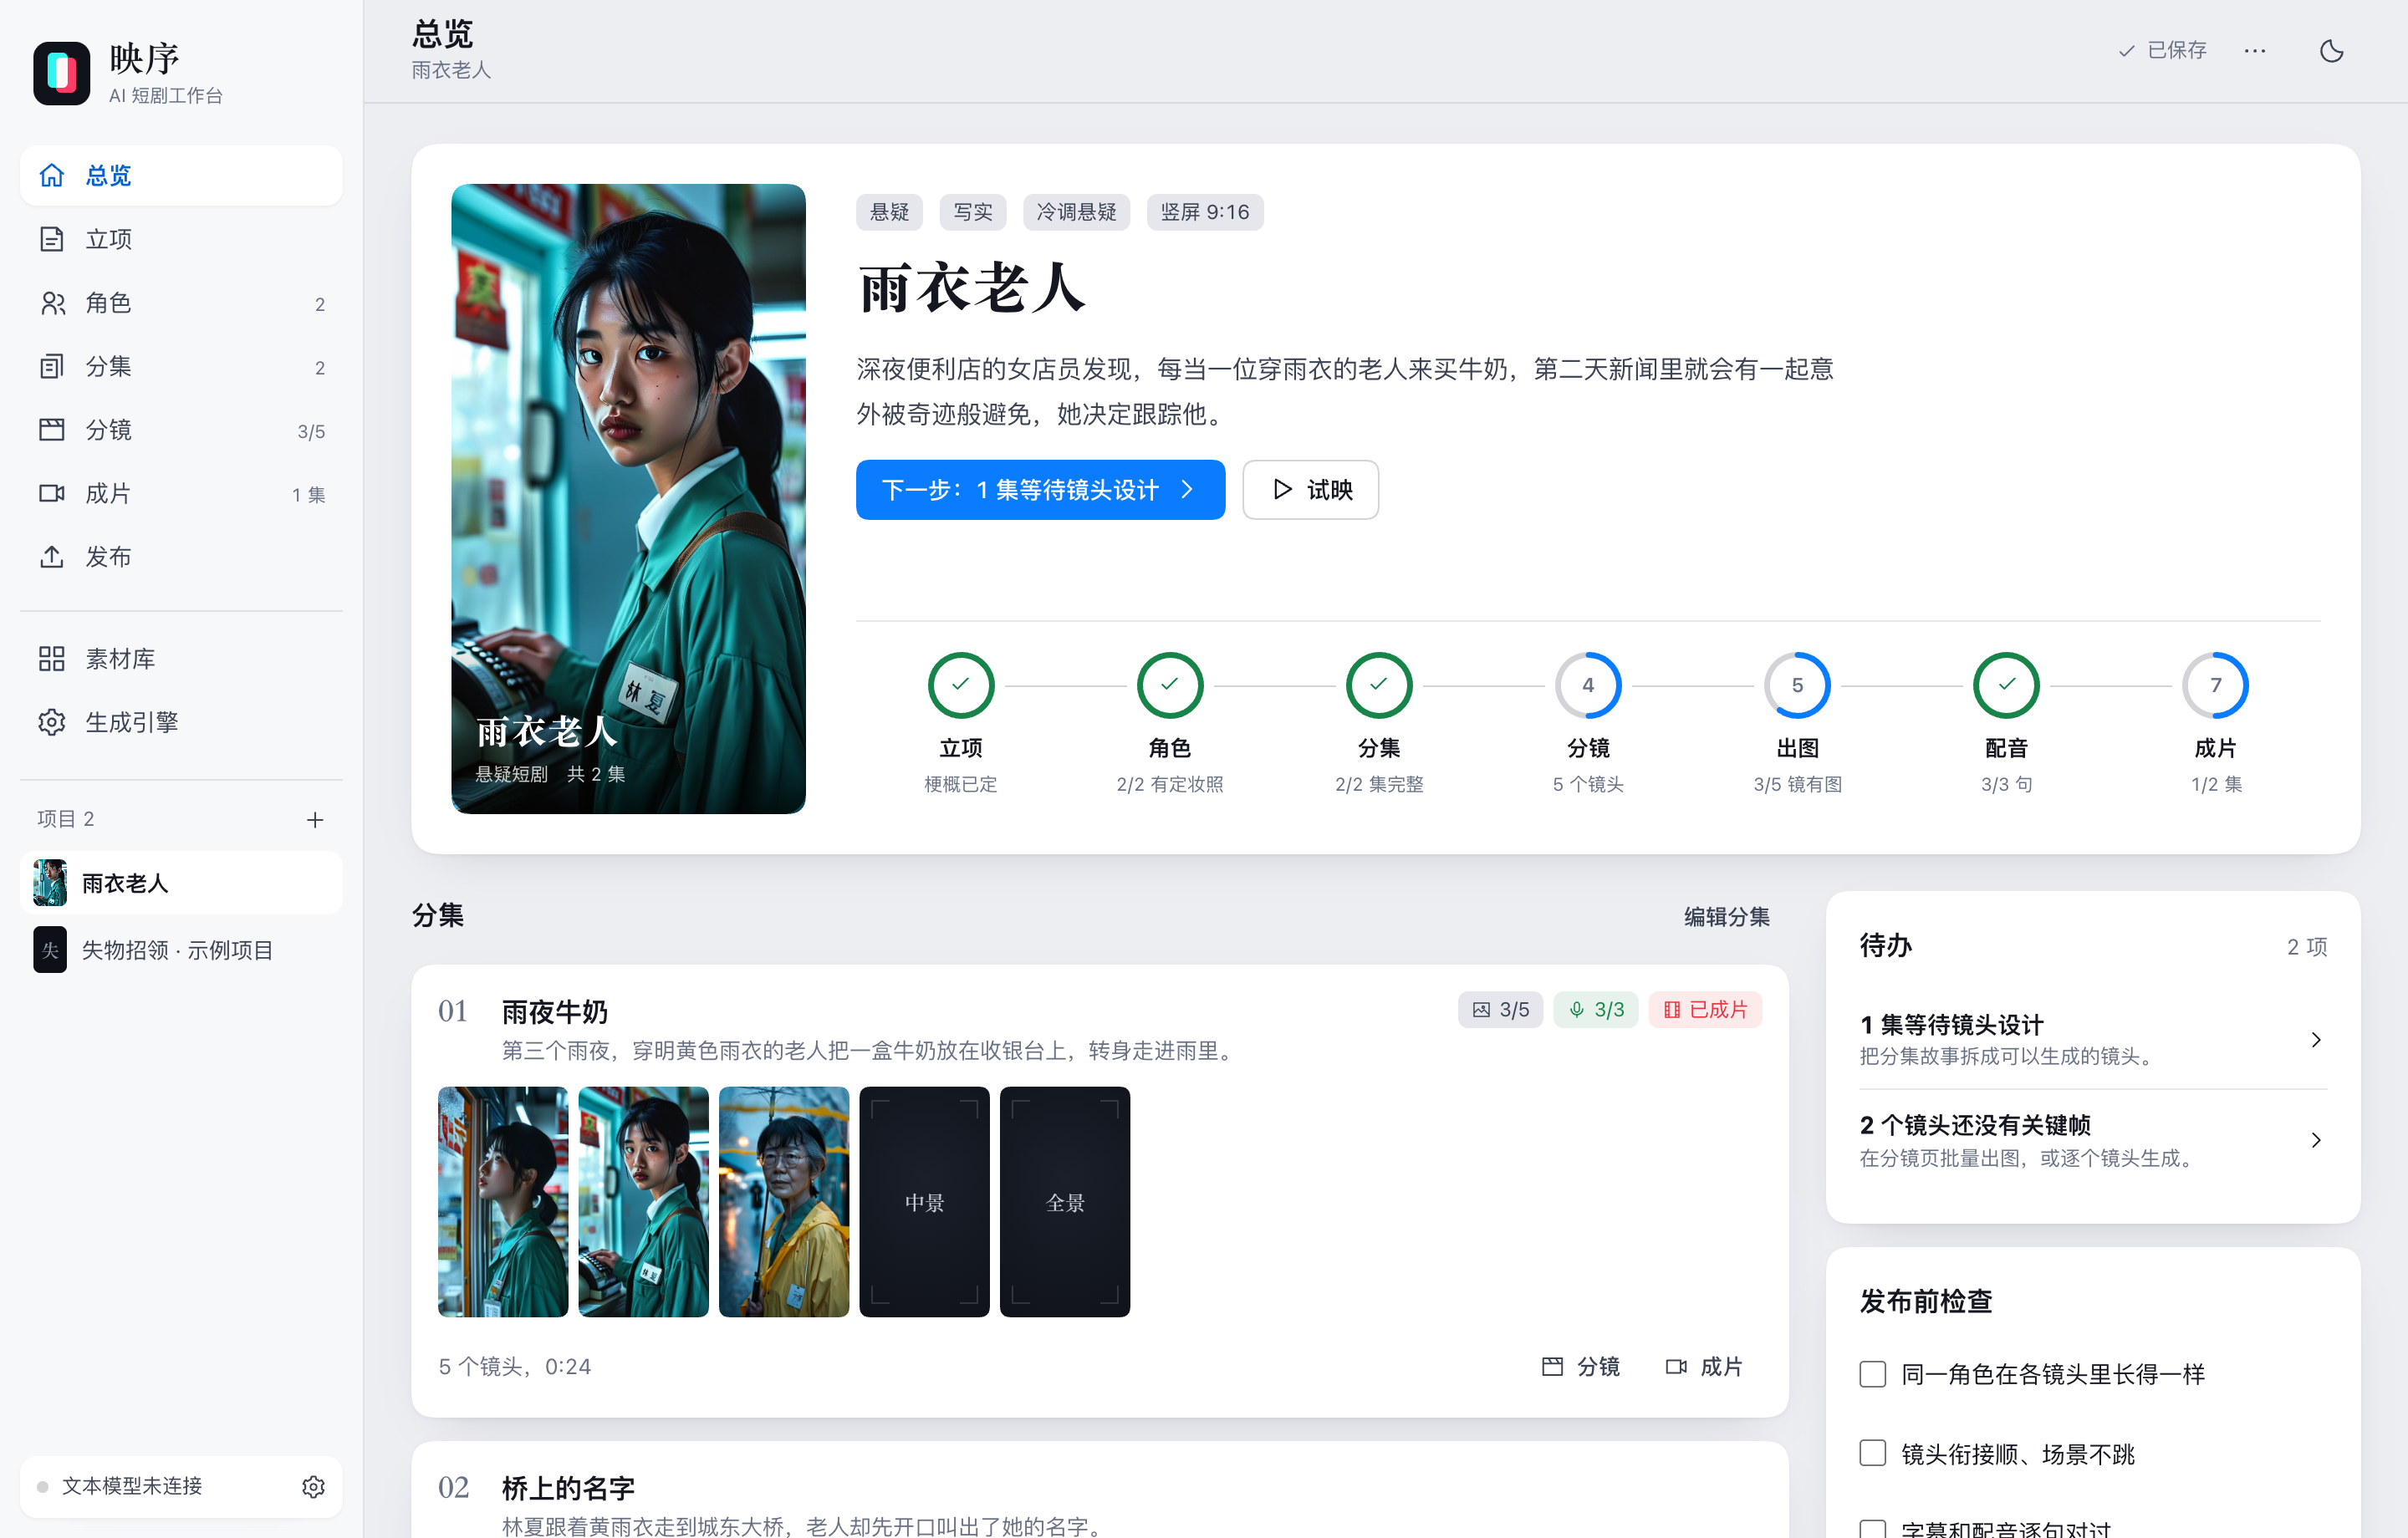 映序
AI 短剧工作台
总览
立项
角色 2
分集 2
分镜 3/5
成片 1 集
发布
素材库
生成引擎
项目 2
雨衣老人
失
失物招领 · 示例项目
文本模型未连接
总览
雨衣老人
已保存
林夏
雨衣老人
悬疑短剧 共 2 集
悬疑 写实 冷调悬疑 竖屏 9:16
雨衣老人
深夜便利店的女店员发现，每当一位穿雨衣的老人来买牛奶，第二天新闻里就会有一起意
外被奇迹般避免，她决定跟踪他。
下一步：1 集等待镜头设计
试映
4 5 7
立项 角色 分集 分镜 出图 配音 成片
梗概已定 2/2 有定妆照 2/2 集完整 5 个镜头 3/5 镜有图 3/3 句 1/2 集
分集
编辑分集
01 雨夜牛奶
3/5 3/3 已成片
第三个雨夜，穿明黄色雨衣的老人把一盒牛奶放在收银台上，转身走进雨里。
林夏
中景
全景
5 个镜头，0:24
分镜 成片
02 桥上的名字
林夏跟着黄雨衣走到城东大桥，老人却先开口叫出了她的名字。
待办
2 项
1 集等待镜头设计
把分集故事拆成可以生成的镜头。
2 个镜头还没有关键帧
在分镜页批量出图，或逐个镜头生成。
发布前检查
同一角色在各镜头里长得一样
镜头衔接顺、场景不跳
字幕和配音逐句对过